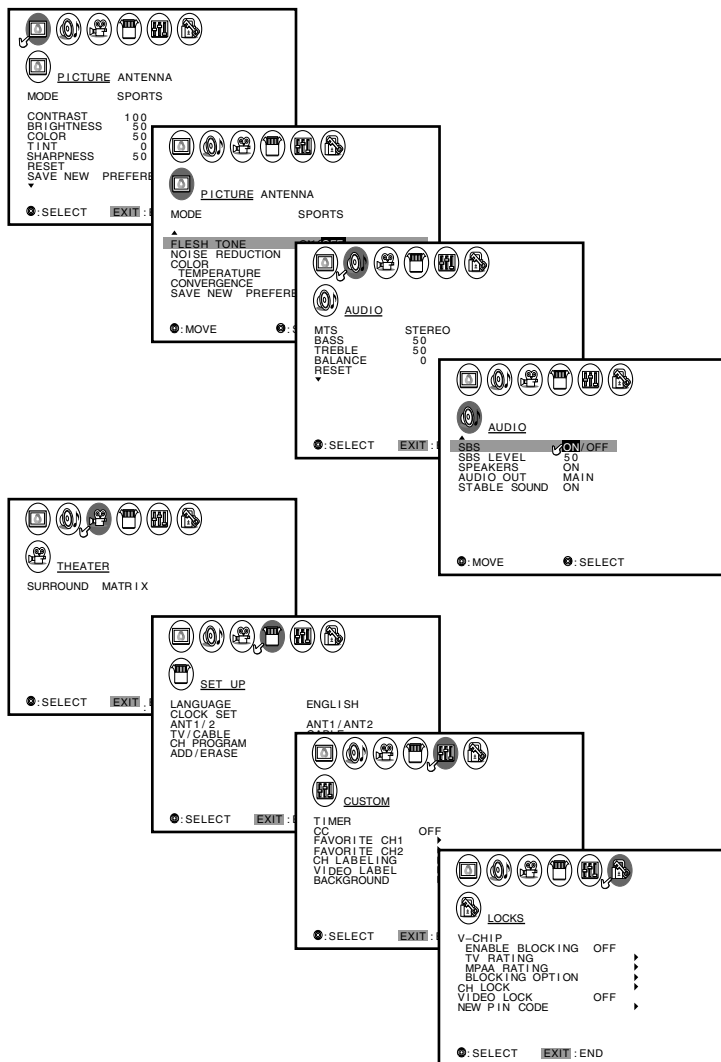 PICTURE ANTENNA
MODE SPORTS
CONTRAST 100
BRIGHTNESS 50
COLOR 50
TINT 0
SHARPNESS 50
RESET
SAVE NEW PREFERE
:SELECT EXIT :
PICTURE ANTENNA
MODE SPORTS
FLESH TONE
NOISE REDUCTION
COLOR
TEMPERATURE
CONVERGENCE
SAVE NEW PREFERE
:MOVE :
AUDIO
MTS STEREO
BASS 50
TREBLE 50
BALANCE 0
RESET
:SELECT EXIT :
AUDIO
SBS ON/OFF
SBS LEVEL 50
SPEAKERS ON
AUDIO OUT MAIN
STABLE SOUND ON
:MOVE :SELECT
THEATER
SURROUND MATRIX
:SELECT EXIT :
SET UP
LANGUAGE ENGLISH
CLOCK SET
ANT1/2 ANT1/ANT2
TV/CABLE CABLE
CH PROGRAM
ADD/ERASE
:SELECT EXIT :
CUSTOM
TIMER
CC OFF
FAVORITE CH1
FAVORITE CH2
CH LABELING
VIDEO LABEL
BACKGROUND
:SELECT EXIT :
LOCKS
V-CHIP
ENABLE BLOCKING OFF
TV RATING
MPAA RATING
BLOCKING OPTION
CH LOCK
VIDEO LOCK OFF
NEW PIN CODE
:SELECT EXIT :END